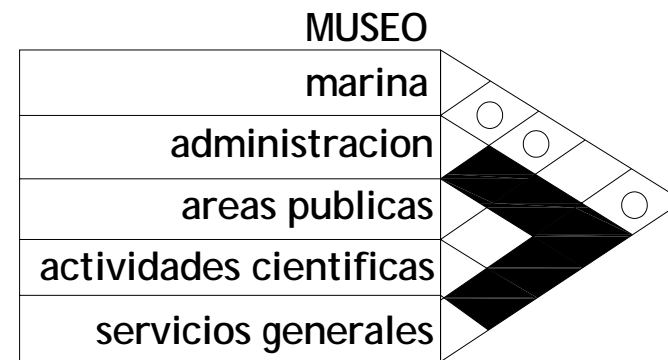 MUSEO
marina
administracion
areas publicas
actividades cientificas
servicios generales